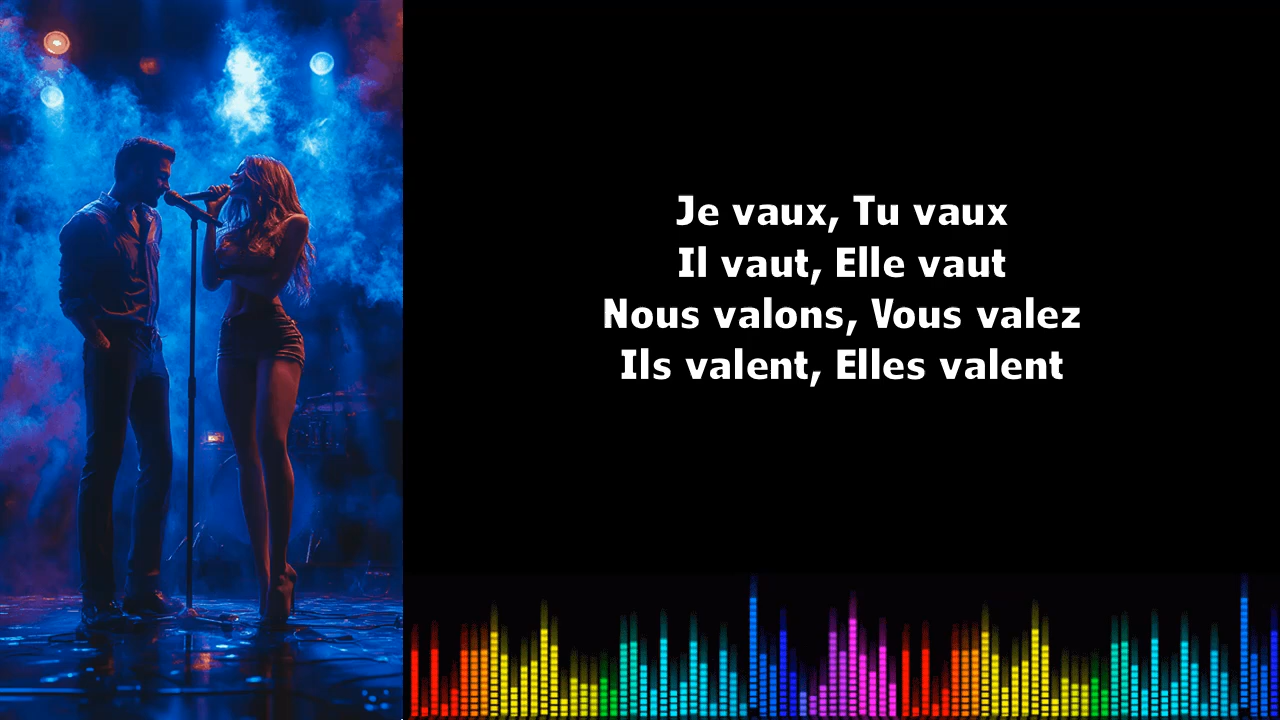 Je vaux, Tu vaux
Il vaut, Elle vaut
Nous valons, Vous valez
Ils valent, Elles valent